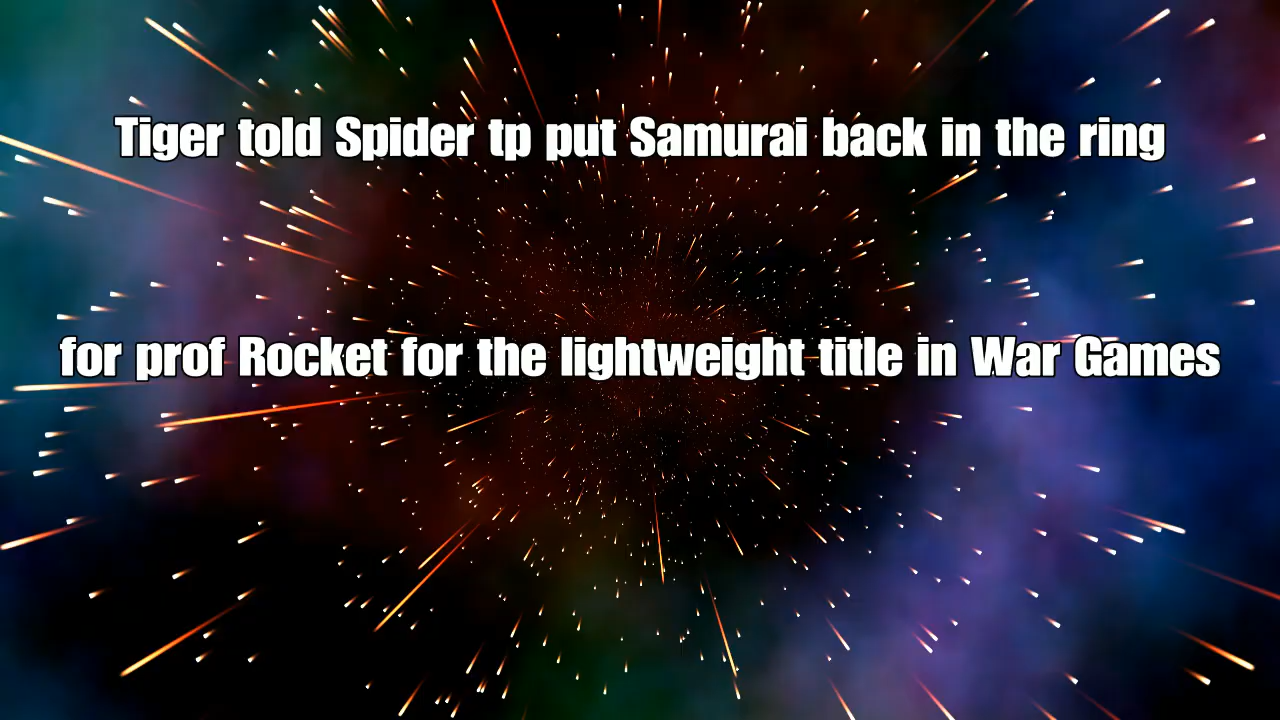 Tiger told Spider tp put Samurai back in the ring
for prof Rocket for the lightweight title in War Games